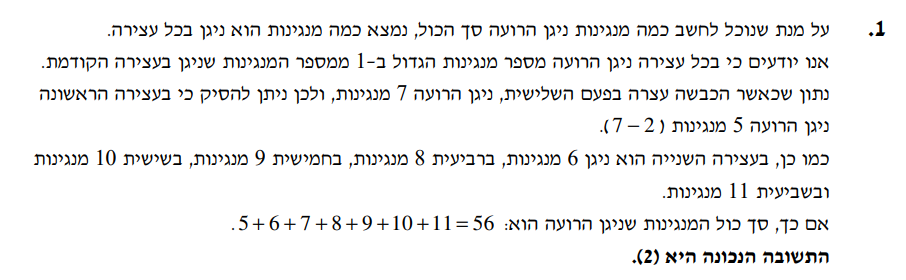 1. על מנת שנוכל לחשב כמה מנגינות ניגן הרועה סך הכול, נמצא כמה מנגינות הוא ניגן בכל עצירה.
אנו יודעים כי בכל עצירה ניגן הרועה מספר מנגינות הגדול ב-1 ממספר המנגינות שניגן בעצירה הקודמת.
נתון שכאשר הכבשה עצרה בפעם השלישית, ניגן הרועה 7 מנגינות, ולכן ניתן להסיק כי בעצירה הראשונה
ניגן הרועה 5 מנגינות (7 – 2).
כמו כן, בעצירה השנייה הוא ניגן 6 מנגינות, ברביעית 8 מנגינות, בחמישית 9 מנגינות, בשישית 10 מנגינות
ובשביעית 11 מנגינות.
אם כך, סך כול המנגינות שניגן הרועה הוא: 5+6+7+8+9+10+11=56.
התשובה הנכונה היא (2).